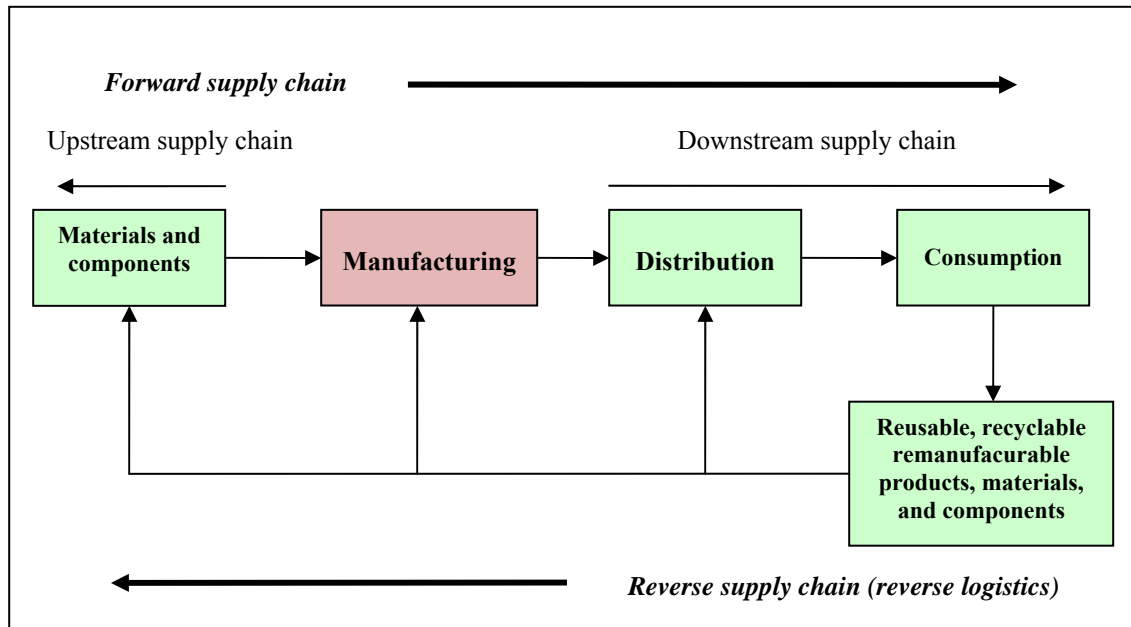 Forward supply chain
Upstream supply chain
Downstream supply chain
Materials and
components
Manufacturing
Distribution
Consumption
Reusable, recyclable
remanufacurable
products, materials,
and components
Reverse supply chain (reverse logistics)